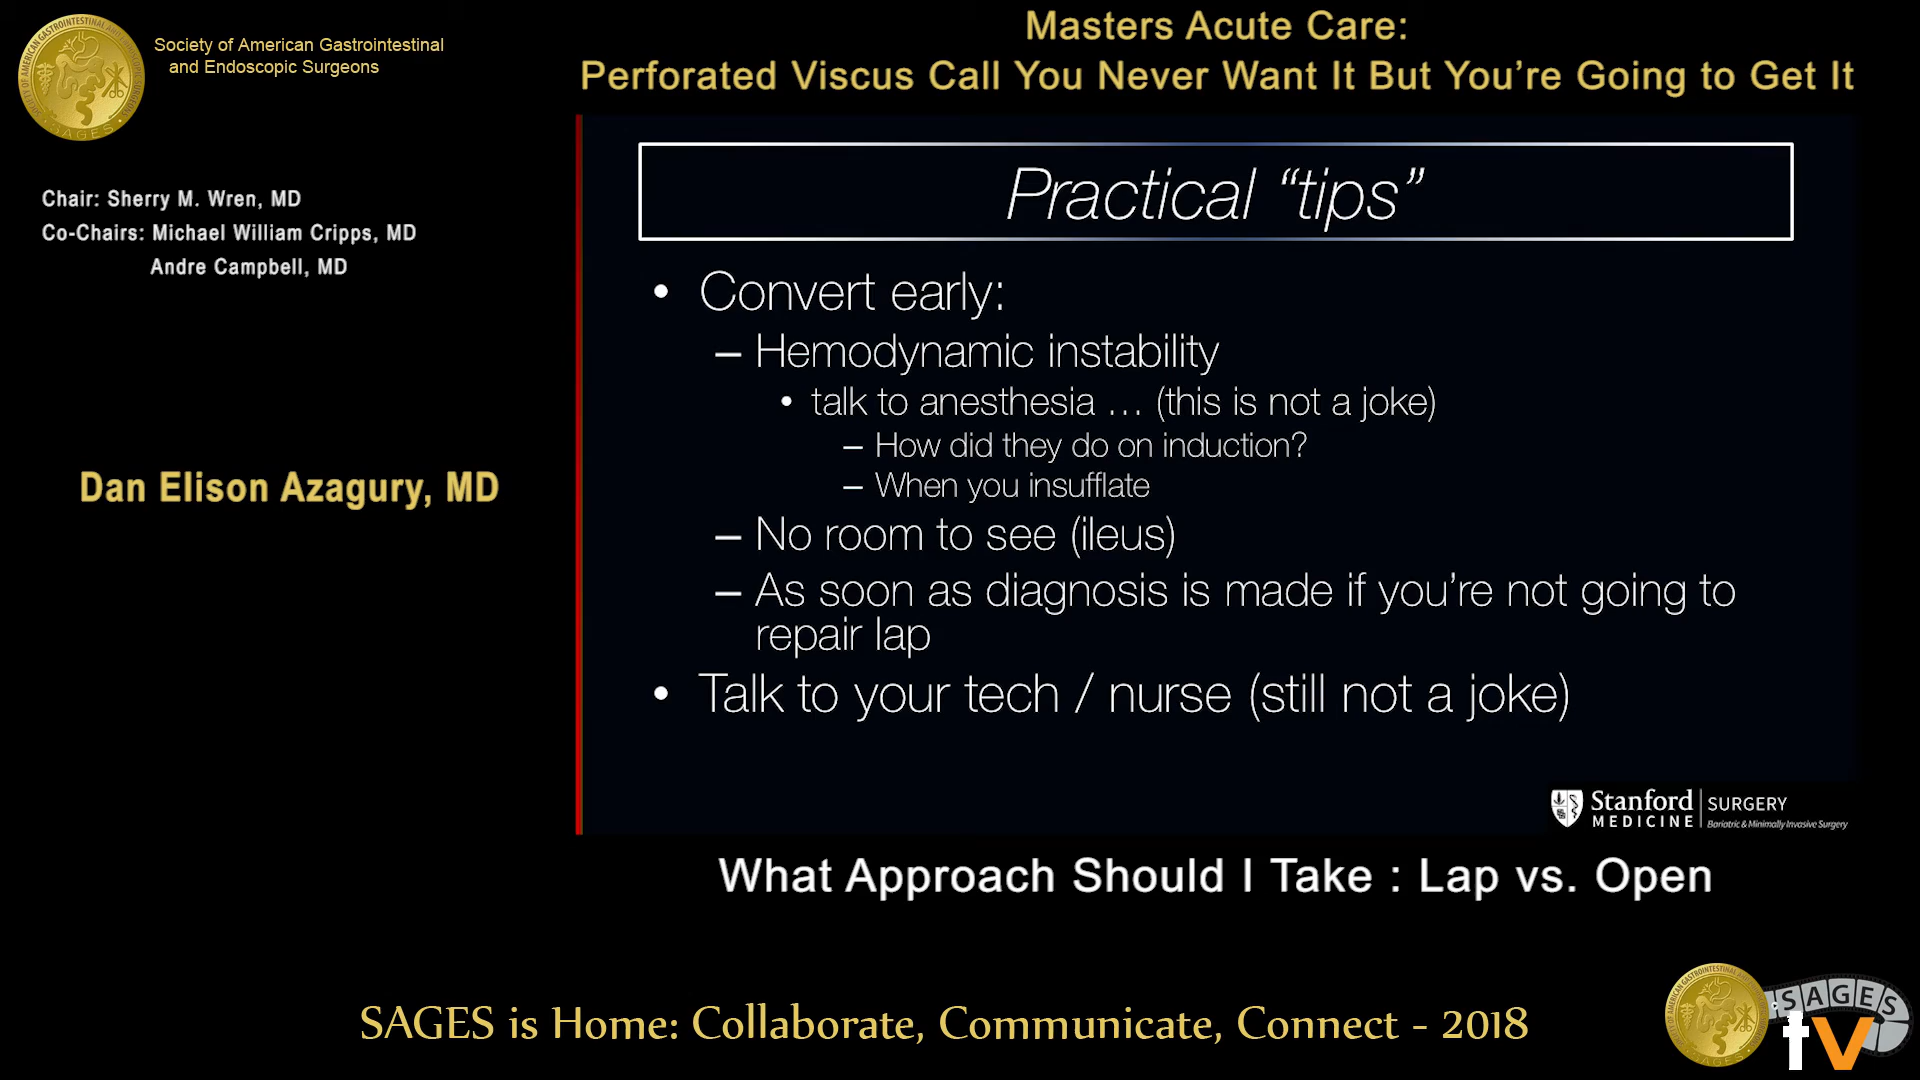 Society of American Gastrointestinal
and Endoscopic Surgeons
Masters Acute Care:
Perforated Viscus Call You Never Want It But You're Going to Get It
Chair: Sherry M. Wren, MD
Co-Chairs: Michael William Cripps, MD
Andre Campbell, MD
Dan Elison Azagury, MD
Practical “tips”
• Convert early:
– Hemodynamic instability
• talk to anesthesia … (this is not a joke)
– How did they do on induction?
– When you insufflate
– No room to see (ileus)
– As soon as diagnosis is made if you're not going to
repair lap
• Talk to your tech / nurse (still not a joke)
Stanford
MEDICINE
SURGERY
Bariatric & Minimally Invasive Surgery
What Approach Should I Take : Lap vs. Open
SAGES is Home: Collaborate, Communicate, Connect - 2018
SAGES
tv